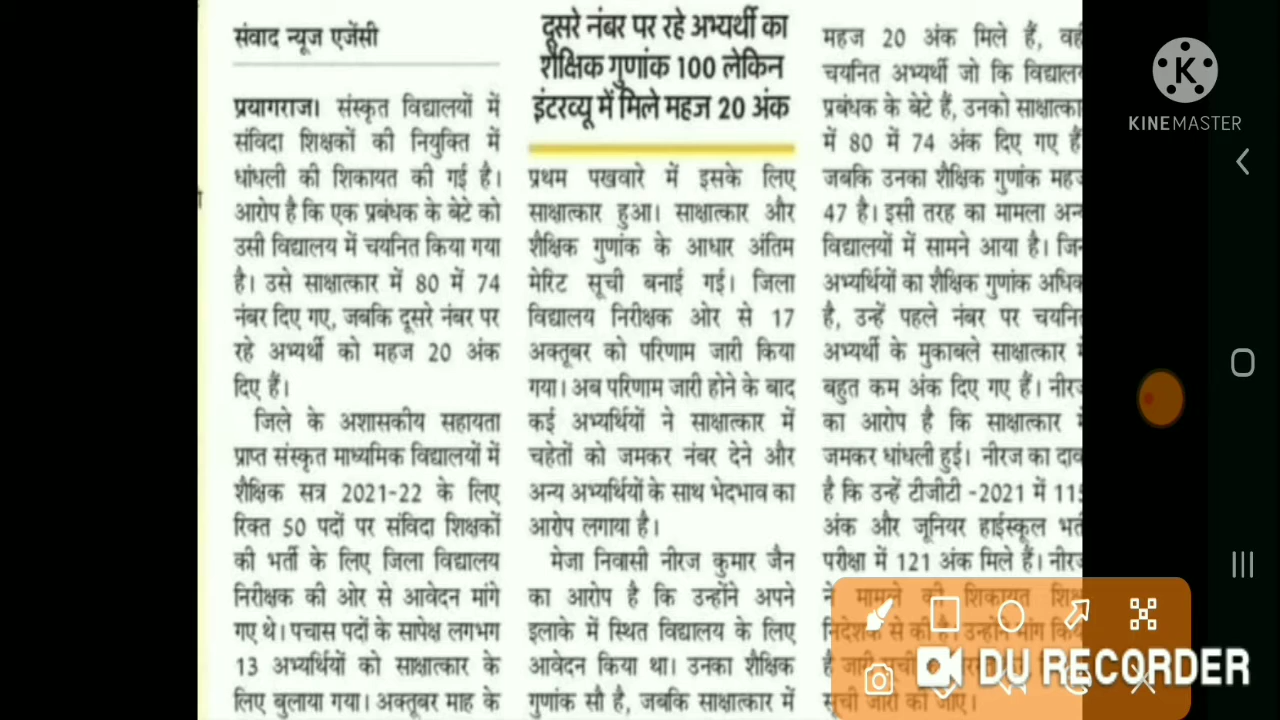 संवाद न्यूज एजेंसी
प्रयागराज। संस्कृत विद्यालयों में
संविदा शिक्षकों की नियुक्ति में
धांधली की शिकायत की गई है।
आरोप है कि एक प्रबंधक के बेटे को
उसी विद्यालय में चयनित किया गया
है। उसे साक्षात्कार में 80 में 74
नंबर दिए गए, जबकि दूसरे नंबर पर
रहे अभ्यर्थी को महज 20 अंक
दिए हैं।
जिले के अशासकीय सहायता
प्राप्त संस्कृत माध्यमिक विद्यालयों में
शैक्षिक सत्र 2021-22 के लिए
रिक्त 50 पदों पर संविदा शिक्षकों
की भर्ती के लिए जिला विद्यालय
निरीक्षक की ओर से आवेदन मांगे
गए थे। पचास पदों के सापेक्ष लगभग
13 अभ्यर्थियों को साक्षात्कार के
लिए बुलाया गया। अक्तूबर माह के
दूसरे नंबर पर रहे अभ्यर्थी का
शैक्षिक गुणांक 100 लेकिन
इंटरव्यू में मिले महज 20 अंक
प्रथम पखवारे में इसके लिए
साक्षात्कार हुआ। साक्षात्कार और
शैक्षिक गुणांक के आधार अंतिम
मेरिट सूची बनाई गई। जिला
विद्यालय निरीक्षक ओर से 17
अक्तूबर को परिणाम जारी किया
गया। अब परिणाम जारी होने के बाद
कई अभ्यर्थियों ने साक्षात्कार में
चहेतों को जमकर नंबर देने और
अन्य अभ्यर्थियों के साथ भेदभाव का
आरोप लगाया है।
मेजा निवासी नीरज कुमार जैन
का आरोप है कि उन्होंने अपने
इलाके में स्थित विद्यालय के लिए
आवेदन किया था। उनका शैक्षिक
गुणांक सौ है, जबकि साक्षात्कार में
महज 20 अंक मिले हैं, वही
चयनित अभ्यर्थी जो कि
प्रबंधक के बेटे हैं, उनको
में 80 में 74 अंक दिए गए हैं
जबकि उनका शैक्षिक गुणांक
47 है। इसी तरह का मामला
विद्यालयों में सामने आया है।
अभ्यर्थियों का शैक्षिक गुणांक
है, उन्हें पहले नंबर पर
अभ्यर्थी के मुकाबले साक्षात्कार
बहुत कम अंक दिए गए हैं।
का आरोप है कि साक्षात्कार
जमकर धांधली हुई। नीरज का
है कि उन्हें टीजीटी -2021 में
अंक और जूनियर हाईस्कूल
परीक्षा में 121 अंक मिले हैं।
ने मामले की शिकायत
से की है। उन्होंने मांग
है
सूची जारी की जाए।
KINEMASTER
DU RECORDER